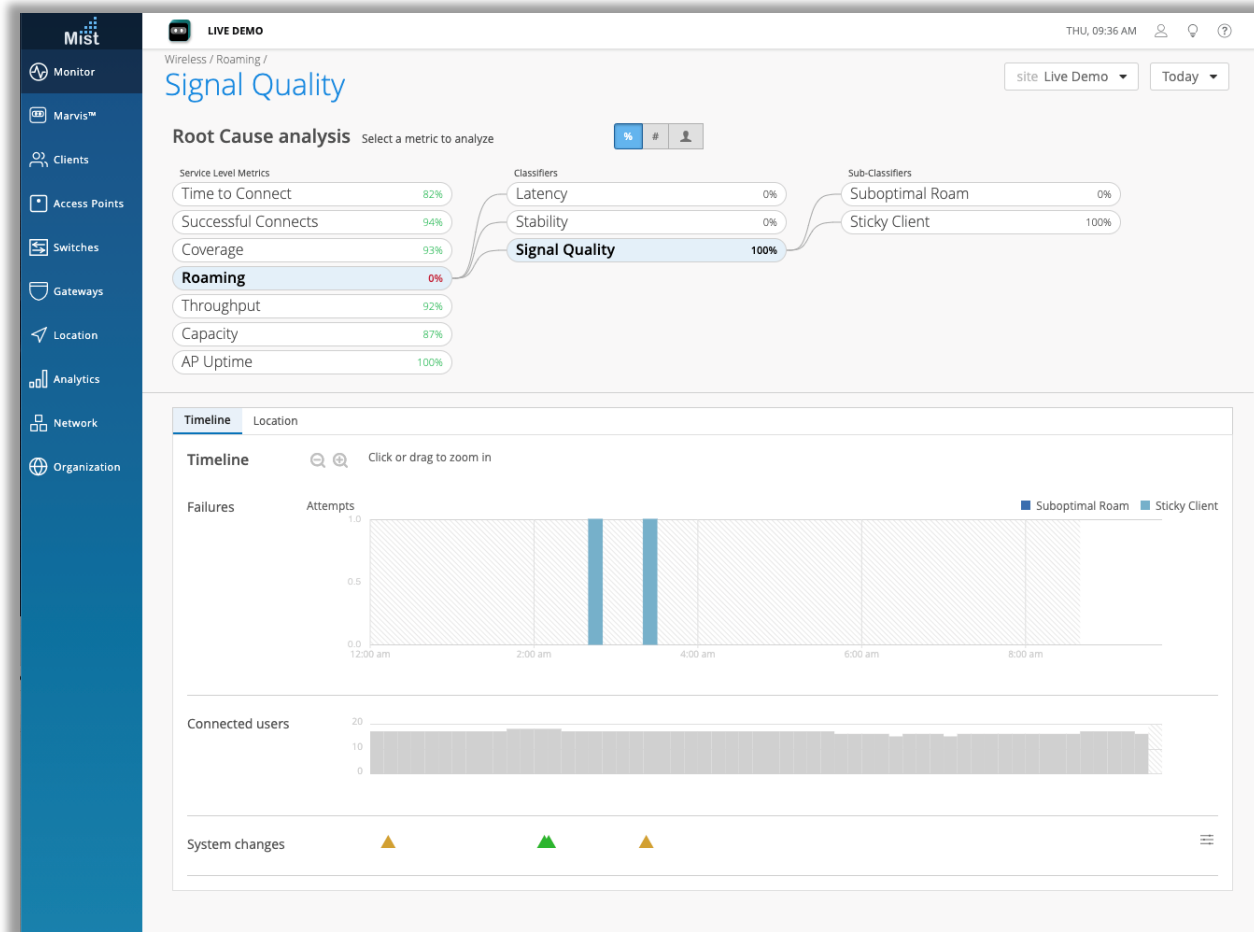 Mist
LIVE DEMO
THU, 09:36 AM
?
Monitor
Marvis™
Clients
Access Points
Switches
Gateways
Location
Analytics
Network
Organization
Wireless / Roaming /
Signal Quality
site Live Demo
Today
Root Cause analysis Select a metric to analyze
% #
Service Level Metrics
Time to Connect 82%
Successful Connects 94%
Coverage 93%
Roaming 0%
Throughput 92%
Capacity 87%
AP Uptime 100%
Classifiers
Latency 0%
Stability 0%
Signal Quality 100%
Sub-Classifiers
Suboptimal Roam 0%
Sticky Client 100%
Timeline Location
Timeline Click or drag to zoom in
Failures Attempts Suboptimal Roam Sticky Client
1.0
0.5
0.0
12:00 am 2:00 am 4:00 am 6:00 am 8:00 am
Connected users
20
10
0
System changes